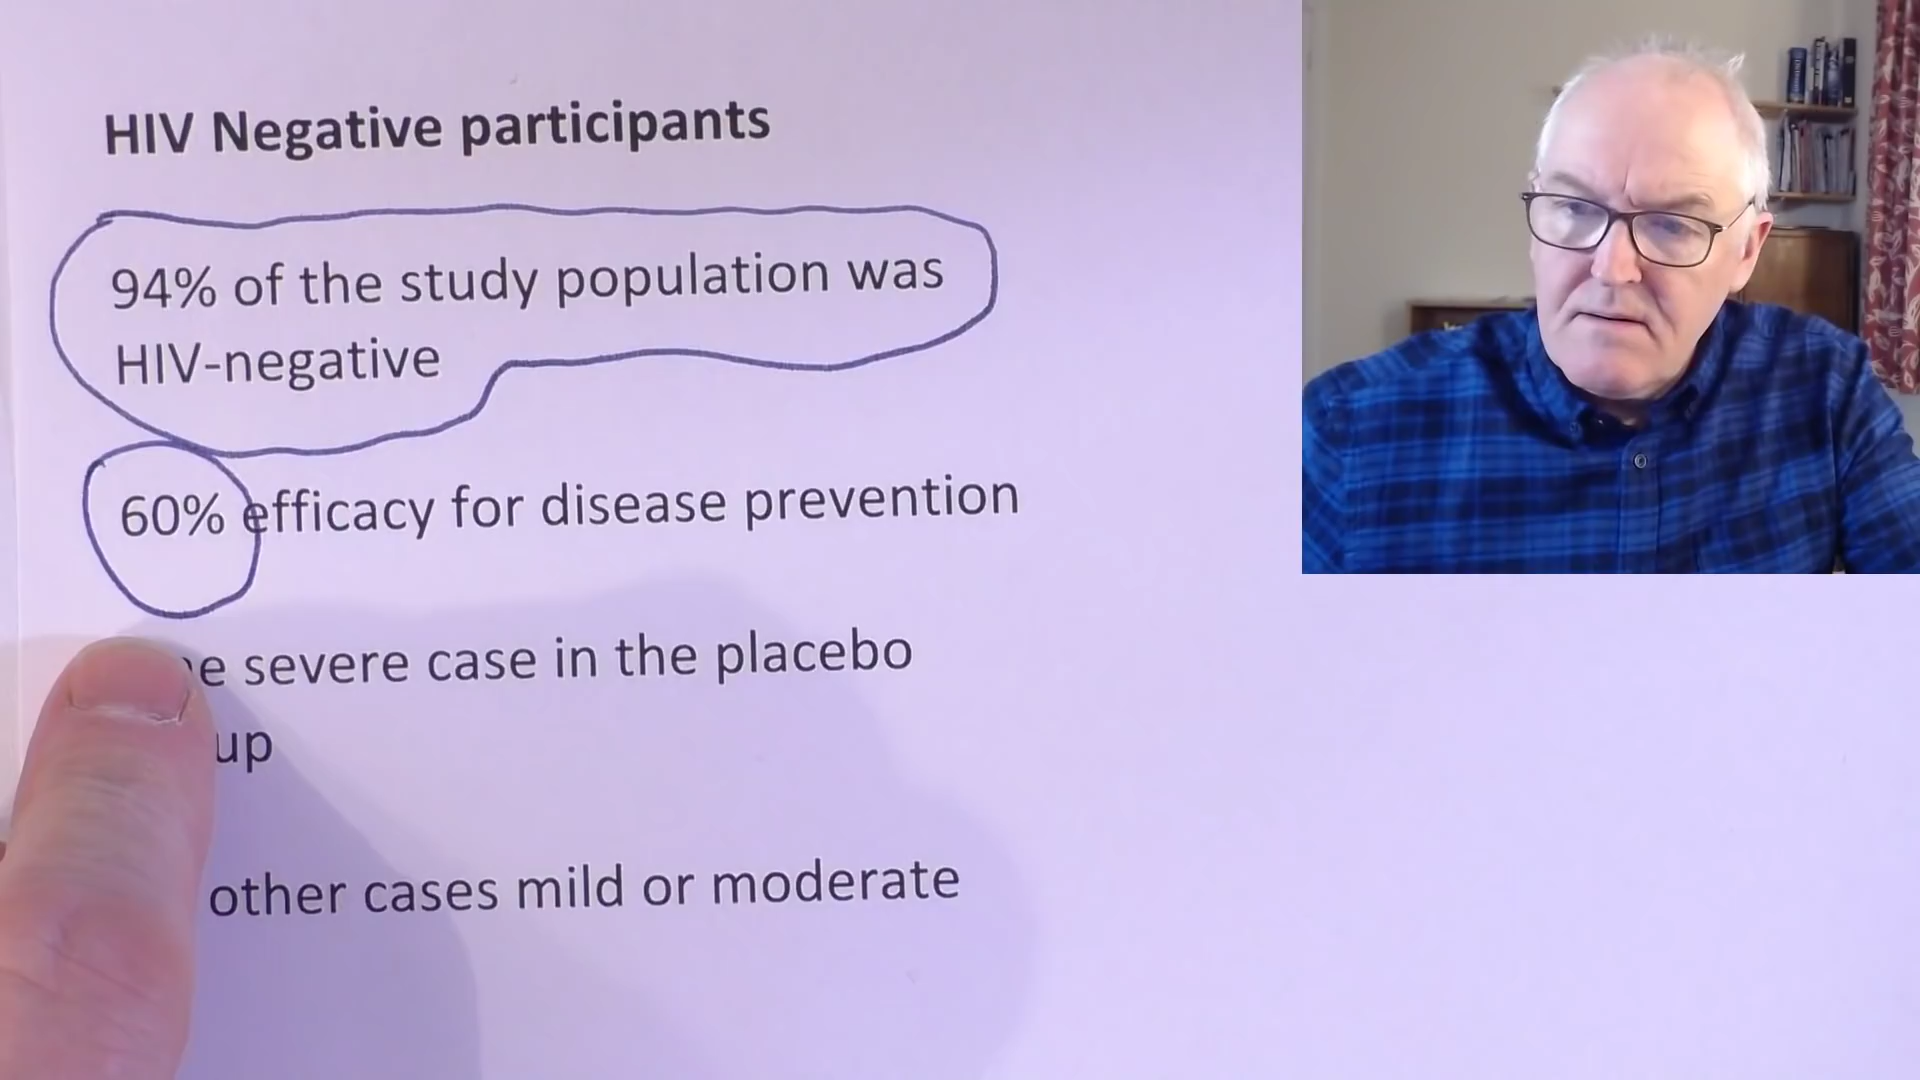 HIV Negative participants
94% of the study population was
HIV-negative
60% efficacy for disease prevention
severe case in the placebo
other cases mild or moderate